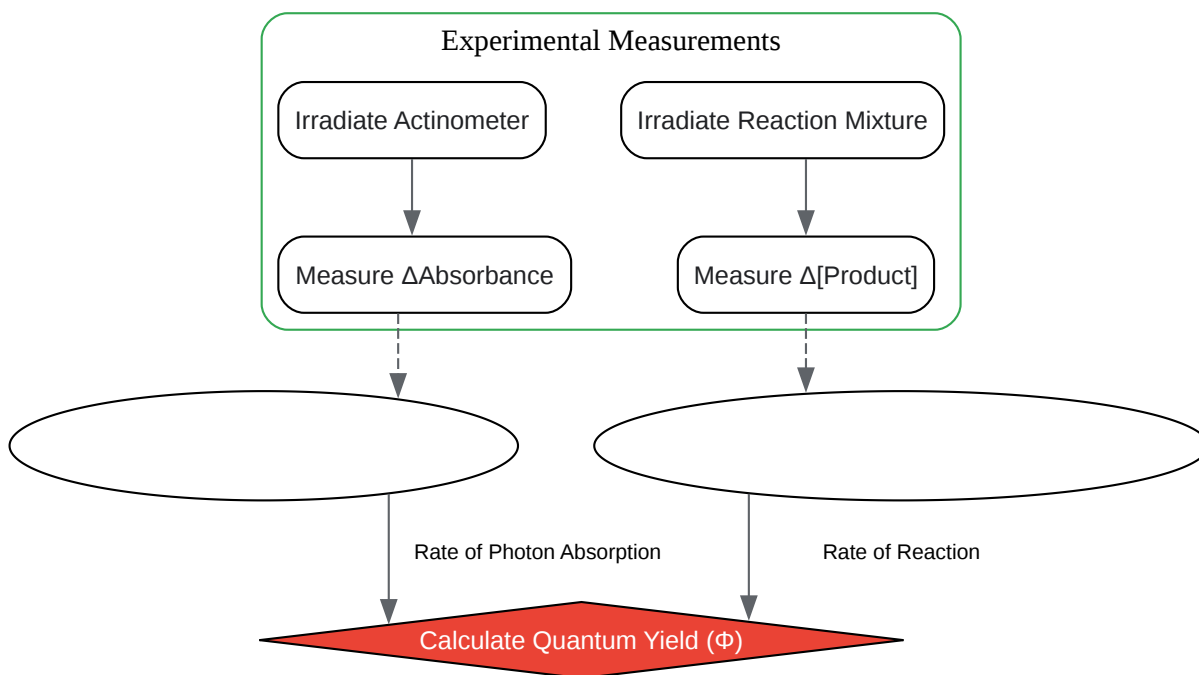 Experimental Measurements
Irradiate Actinometer
Irradiate Reaction Mixture
Measure ΔAbsorbance
Measure Δ[Product]
Rate of Photon Absorption
Rate of Reaction
Calculate Quantum Yield (Φ)